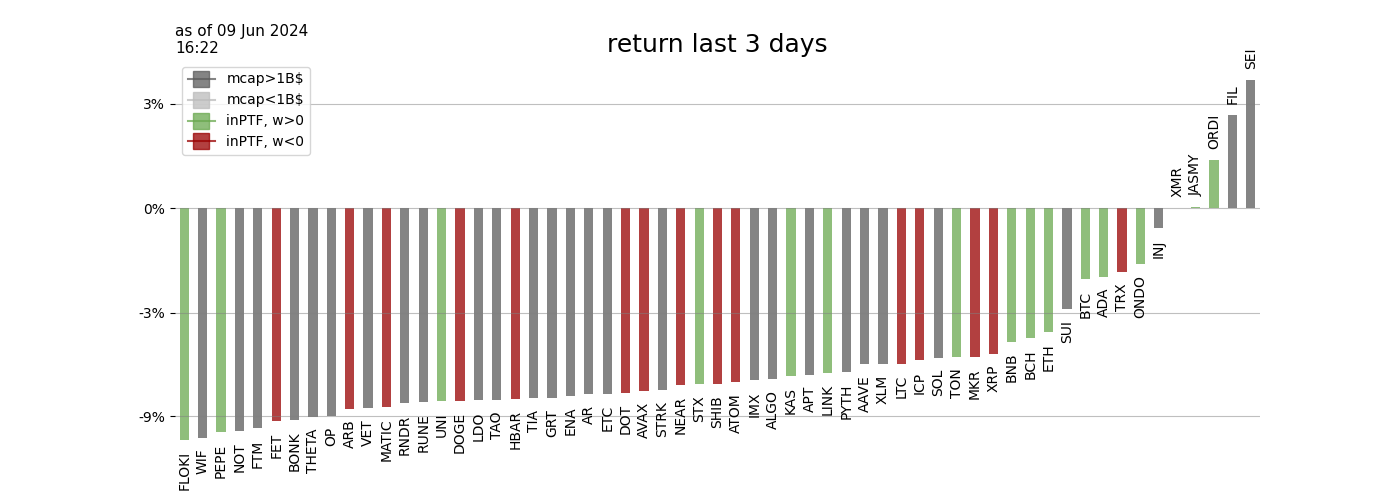 as of 09 Jun 2024
16:22
return last 3 days
mcap>1B$
mcap<1B$
inPTF, w>0
inPTF, w<0
3%
0%
-3%
-9%
FLOKI
WIF
PEPE
NOT
FTM
FET
BONK
THETA
OP
ARB
VET
MATIC
RNDR
RUNE
UNI
DOGE
LDO
TAO
HBAR
TIA
GRT
ENA
AR
ETC
DOT
AVAX
STRK
NEAR
STX
SHIB
ATOM
IMX
ALGO
KAS
APT
LINK
PYTH
AAVE
XLM
LTC
ICP
SOL
TON
MKR
XRP
BNB
BCH
ETH
SUI
BTC
ADA
TRX
ONDO
INJ
XMR
JASMY
ORDI
FIL
SEI